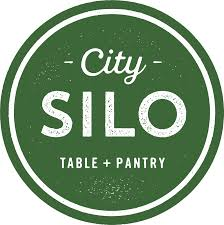 - City -
SILO
TABLE + PANTRY